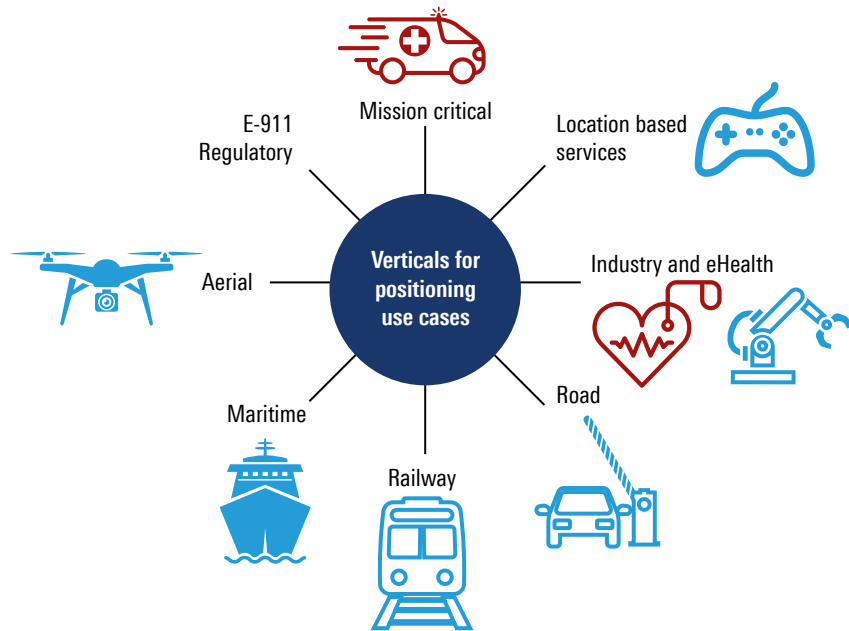 Mission critical
E-911
Regulatory
Location based
services
Aerial
Verticals for
positioning
use cases
Industry and eHealth
Maritime
Road
Railway